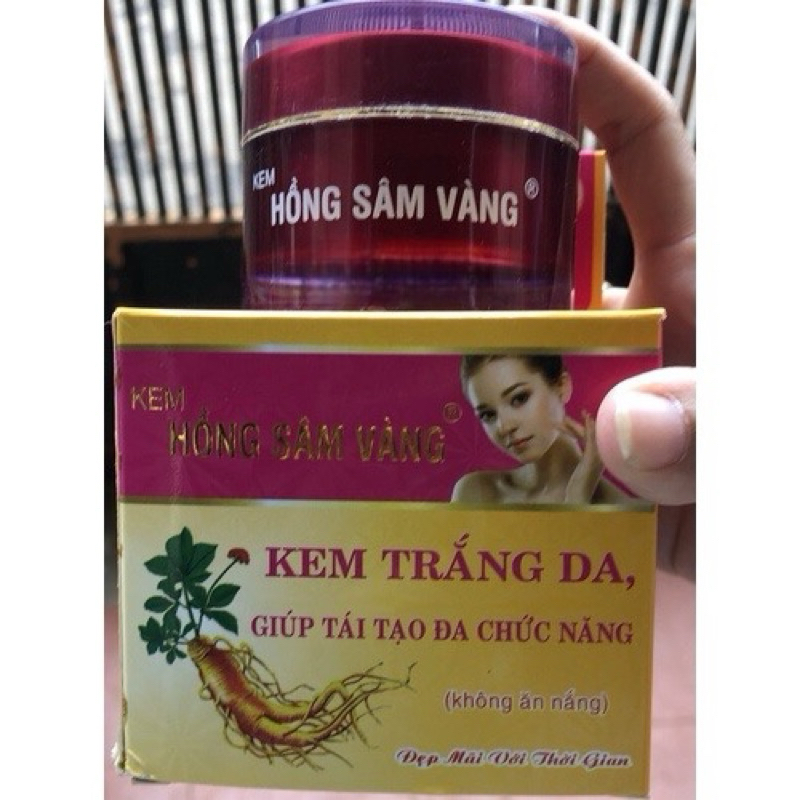 KEM
HỒNG SÂM VÀNG®
KEM
HỒNG SÂM VÀNG®
KEM TRẮNG DA,
GIÚP TÁI TẠO ĐA CHỨC NĂNG
(không ăn nắng)
Đẹp Mãi Với Thời Gian